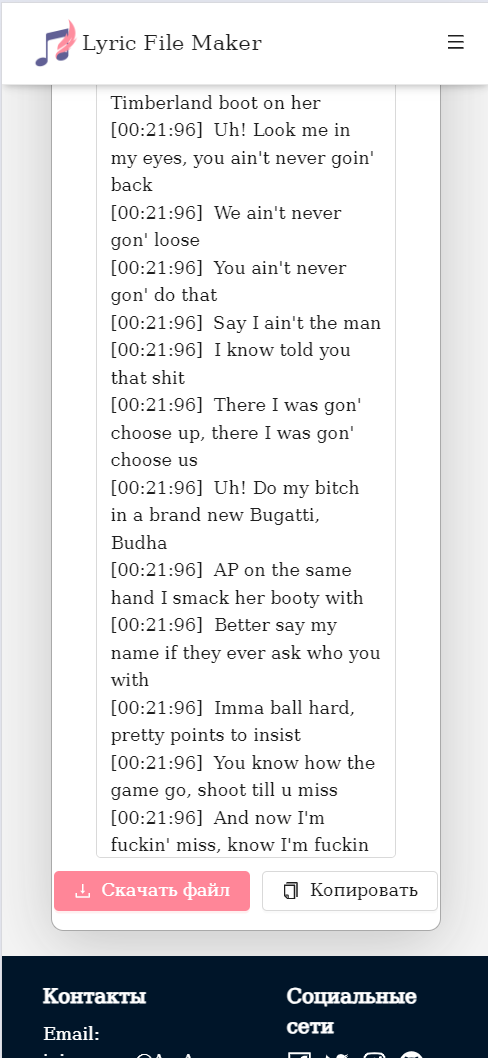 Lyric File Maker
Timberland boot on her
[00:21:96] Uh! Look me in
my eyes, you ain't never goin'
back
[00:21:96] We ain't never
gon' loose
[00:21:96] You ain't never
gon' do that
[00:21:96] Say I ain't the man
[00:21:96] I know told you
that shit
[00:21:96] There I was gon'
choose up, there I was gon'
choose us
[00:21:96] Uh! Do my bitch
in a brand new Bugatti,
Budha
[00:21:96] AP on the same
hand I smack her booty with
[00:21:96] Better say my
name if they ever ask who you
with
[00:21:96] Imma ball hard,
pretty points to insist
[00:21:96] You know how the
game go, shoot till u miss
[00:21:96] And now I'm
fuckin' miss, know I'm fuckin
Скачать файл
Копировать
Контакты
Email:
Социальные
сети